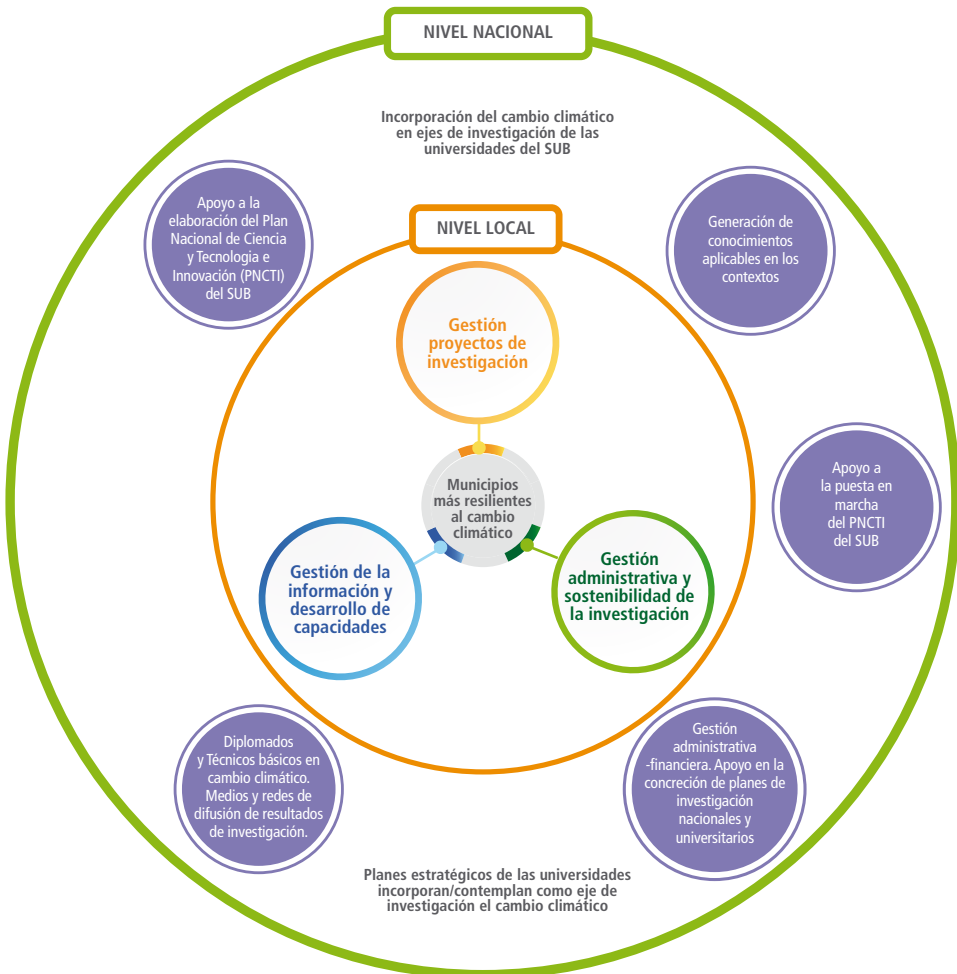 NIVEL NACIONAL
Incorporación del cambio climático
en ejes de investigación de las
universidades del SUB
Apoyo a la
elaboración del Plan
Nacional de Ciencia
y Tecnologia e
Innovación (PNCTI)
del SUB
NIVEL LOCAL
Generación de
conocimientos
aplicables en los
contextos
Gestión
proyectos de
investigación
Municipios
más resilientes
al cambio
climático
Apoyo a
la puesta en
marcha
del PNCTI
del SUB
Gestión de la
información y
desarrollo de
capacidades
Gestión
administrativa y
sostenibilidad de
la investigación
Diplomados
y Técnicos básicos en
cambio climático.
Medios y redes de
difusión de resultados
de investigación.
Gestión
administrativa
-financiera. Apoyo en la
concreción de planes de
investigación
nacionales y
universitarios
Planes estratégicos de las universidades
incorporan/contemplan como eje de
investigación el cambio climático